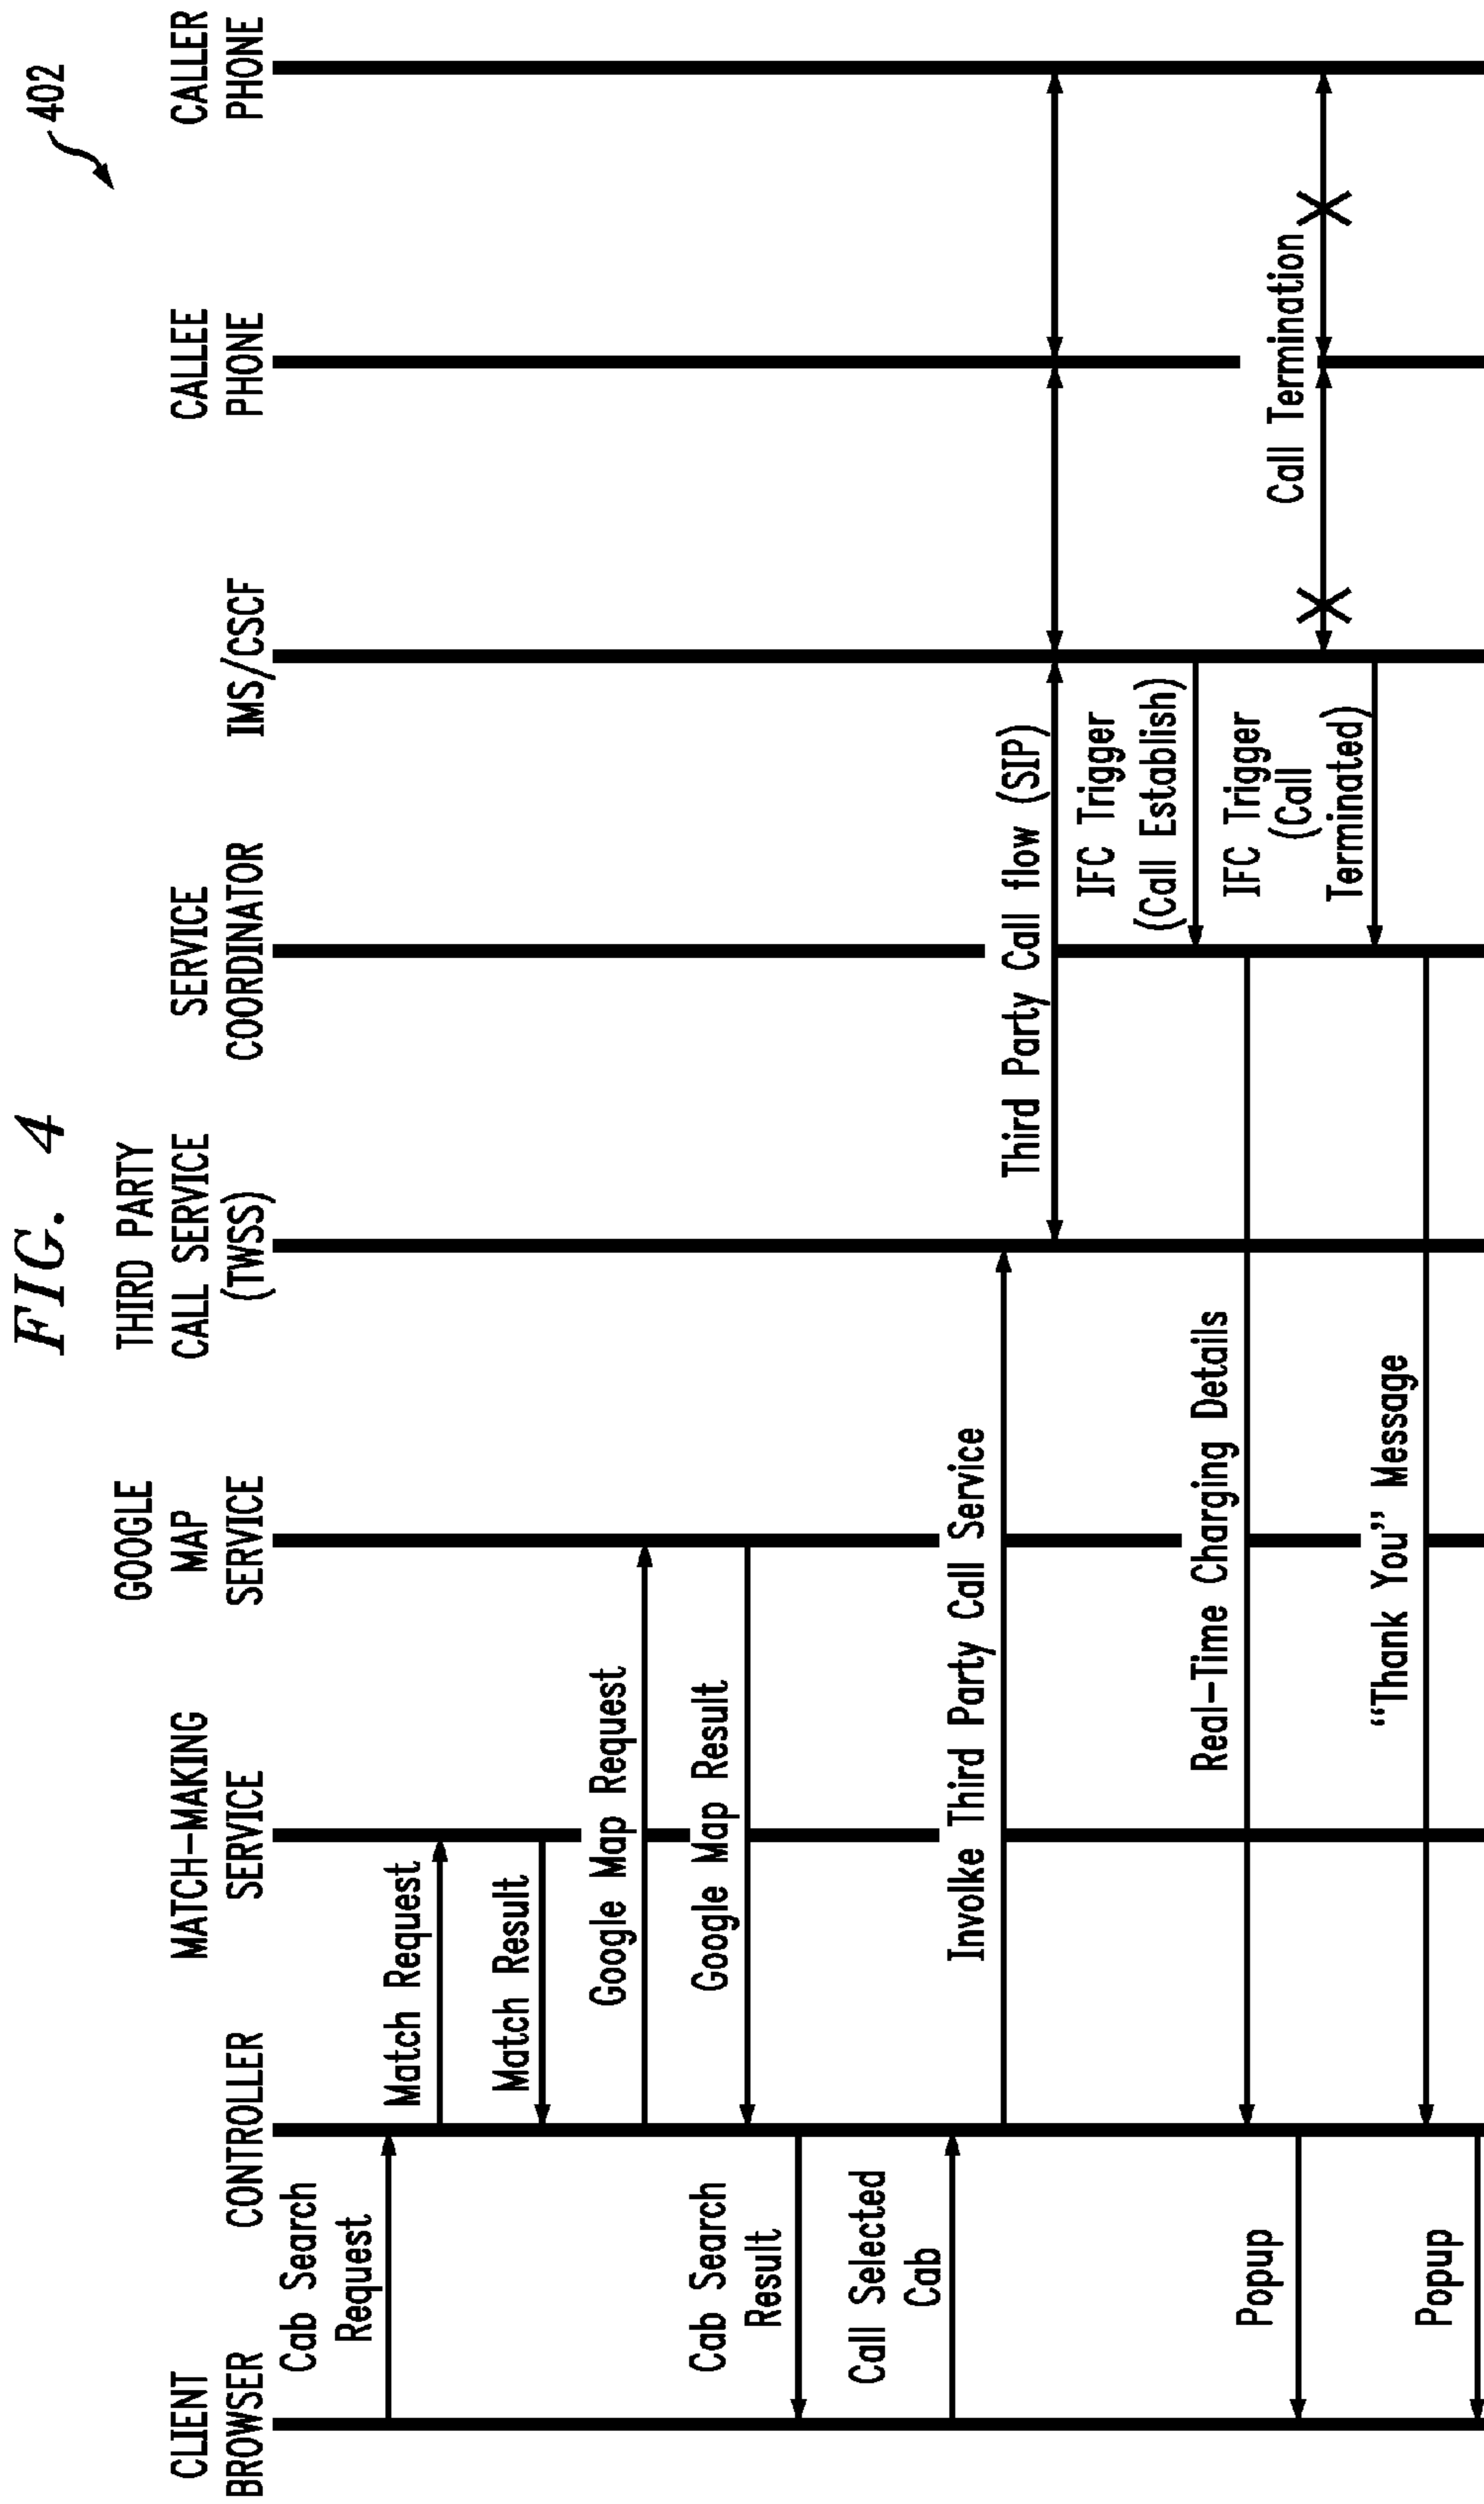 FIG. 4
402
CLIENT
BROWSER
CONTROLLER
MATCH-MAKING
SERVICE
GOOGLE
MAP
SERVICE
THIRD PARTY
CALL SERVICE
(TWSS)
SERVICE
COORDINATOR
IMS/CSCF
CALLEE
PHONE
CALLER
PHONE
Cab Search
Request
Match Request
Match Result
Google Map Request
Google Map Result
Cab Search
Result
Call Selected
Cab
Involke Third Party Call Service
Third Party Call flow (SIP)
IFC Trigger
(Call Establish)
Real-Time Charging Details
Popup
Call Termination
IFC Trigger
(Call
Terminated)
“Thank You” Message
Popup